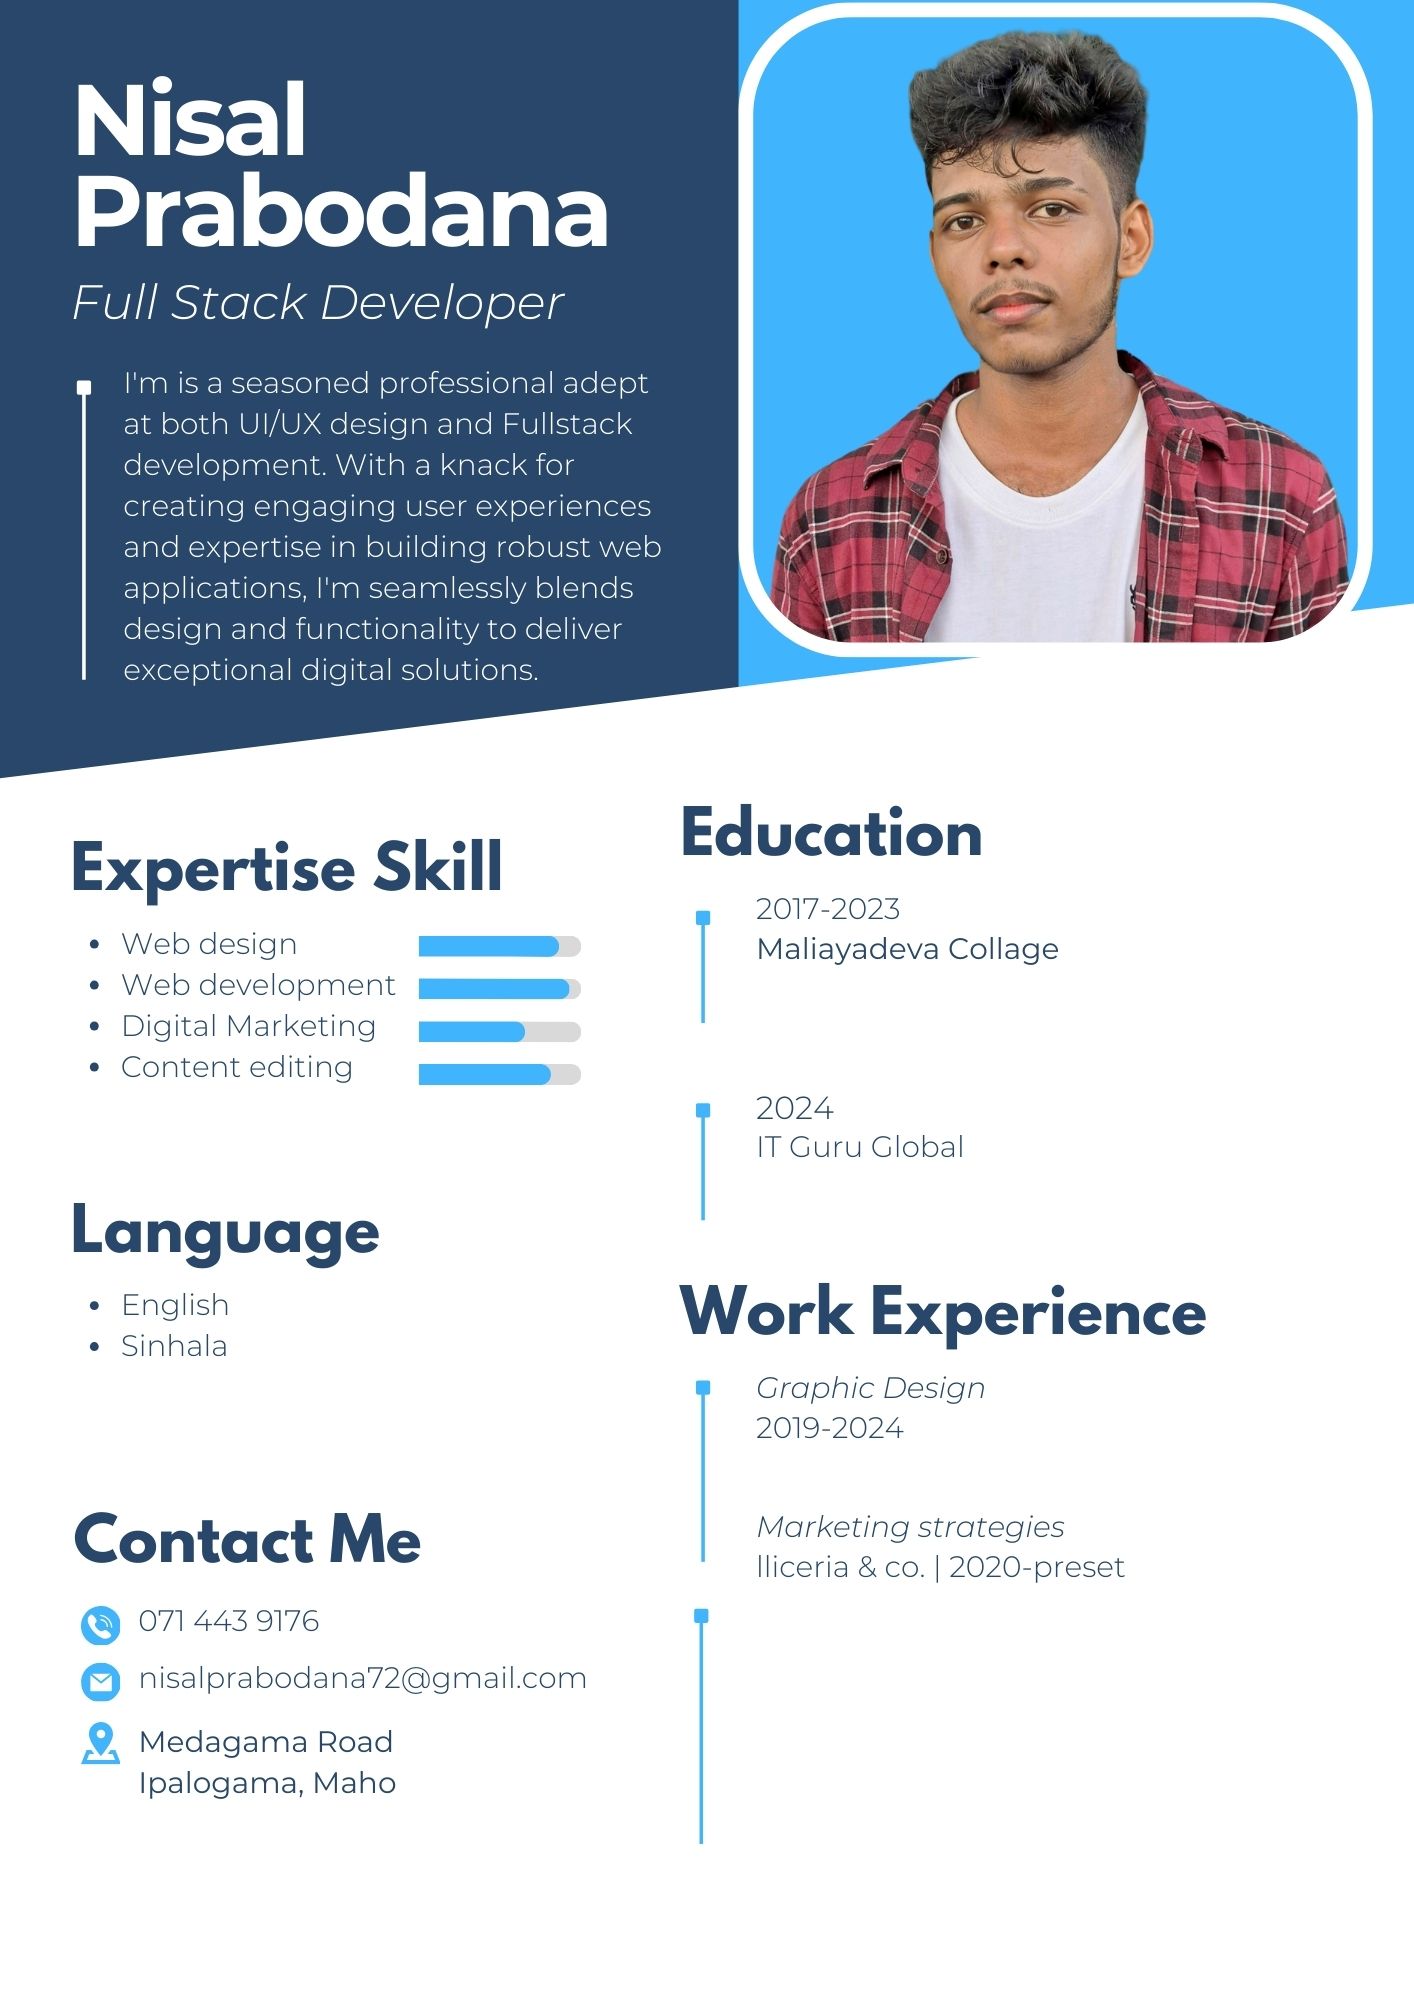 Nisal
Prabodana
Full Stack Developer
I'm is a seasoned professional adept
at both UI/UX design and Fullstack
development. With a knack for
creating engaging user experiences
and expertise in building robust web
applications, I'm seamlessly blends
design and functionality to deliver
exceptional digital solutions.
Expertise Skill
• Web design
• Web development
• Digital Marketing
• Content editing
Language
• English
• Sinhala
Contact Me
071 443 9176
nisalprabodana72@gmail.com
Medagama Road
Ipalogama, Maho
Education
2017-2023
Maliayadeva Collage
2024
IT Guru Global
Work Experience
Graphic Design
2019-2024
Marketing strategies
lliceria & co. | 2020-preset